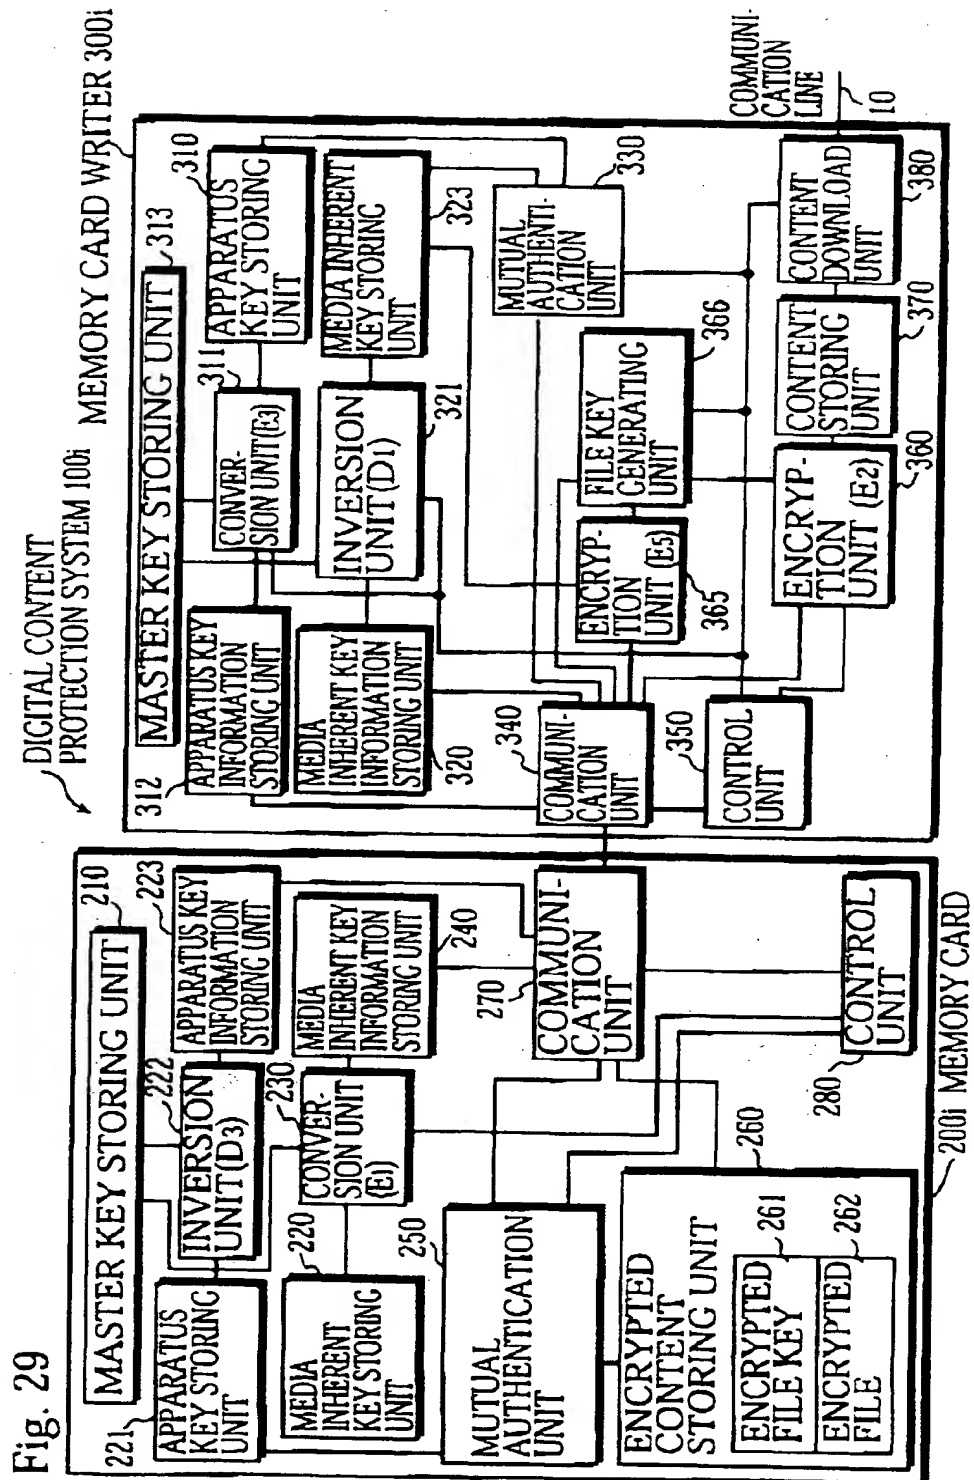 Fig. 29
DIGITAL CONTENT
PROTECTION SYSTEM 100i
MEMORY CARD WRITER 300i
MASTER KEY STORING UNIT
210
221
APPARATUS
KEY STORING
UNIT
222
INVERSION
UNIT(D3)
223
APPARATUS KEY
INFORMATION
STORING UNIT
220
MEDIA
INHERENT
KEY STORING
UNIT
230
CONVER-
SION UNIT
(E1)
MEDIA
INHERENT KEY
INFORMATION
STORING UNIT
240
250
MUTUAL
AUTHENTICATION
UNIT
270
COMMUNI-
CATION
UNIT
260
ENCRYPTED
CONTENT
STORING UNIT
ENCRYPTED
FILE KEY
261
ENCRYPTED
FILE
262
280
CONTROL
UNIT
200i MEMORY CARD
MASTER KEY STORING UNIT
313
312
APPARATUS KEY
INFORMATION
STORING UNIT
311
CONVER-
SION UNIT(E3)
310
APPARATUS
KEY STORING
UNIT
MEDIA
INHERENT KEY
INFORMATION
STORING UNIT
320
INVERSION
UNIT(D1)
321
MEDIA INHERENT
KEY STORING
UNIT
323
340
COMMUNI-
CATION
UNIT
MUTUAL
AUTHENTI-
CATION
UNIT
330
ENCRYP-
TION
UNIT (E5)
365
FILE KEY
GENERATING
UNIT
366
350
CONTROL
UNIT
ENCRYP-
TION
UNIT (E2)
360
CONTENT
STORING
UNIT
370
CONTENT
DOWNLOAD
UNIT
380
COMMUNI-
CATION
LINE
10